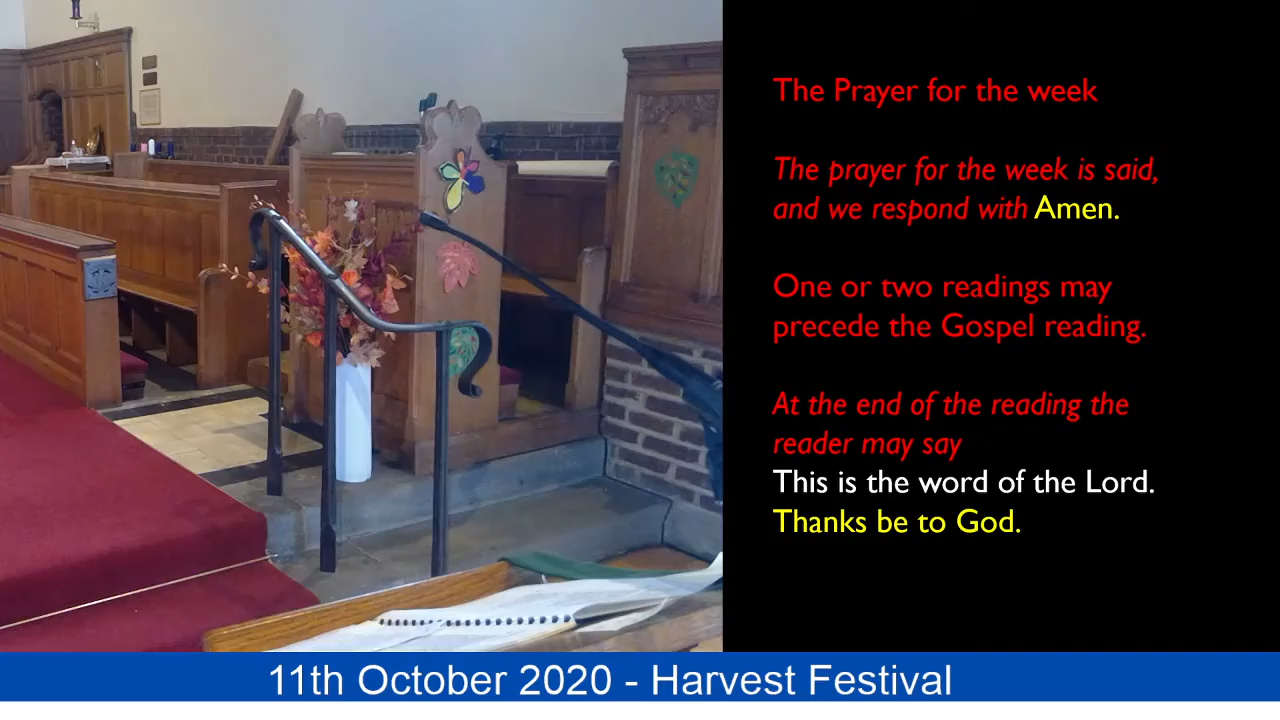 The Prayer for the week
The prayer for the week is said,
and we respond with Amen.
One or two readings may
precede the Gospel reading.
At the end of the reading the
reader may say
This is the word of the Lord.
Thanks be to God.
11th October 2020 - Harvest Festival